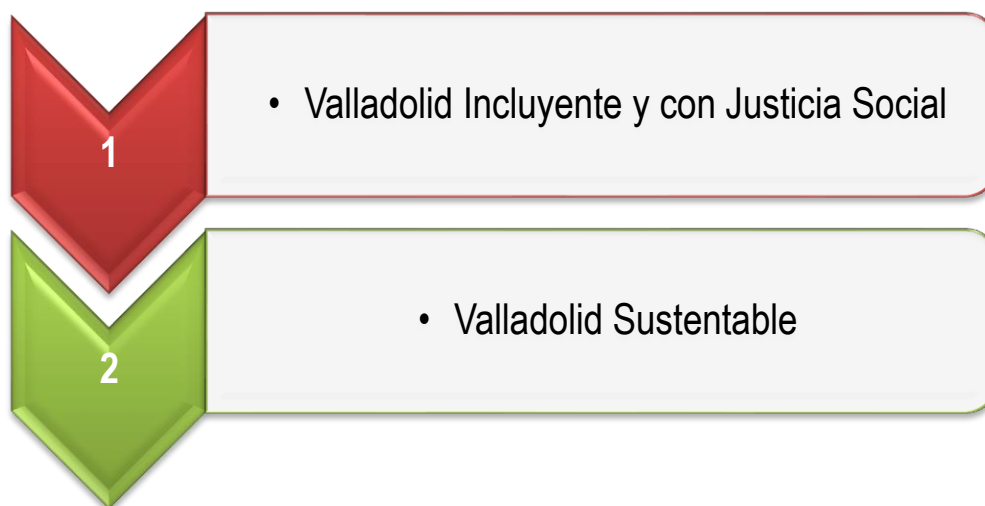 1
• Valladolid Incluyente y con Justicia Social
2
• Valladolid Sustentable